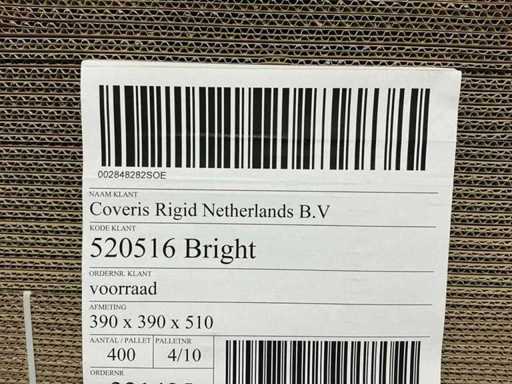 002848282SOE
NAAM KLANT
Coveris Rigid Netherlands B.V
KODE KLANT
520516 Bright
ORDERNR. KLANT
voorraad
AFMETING
390 x 390 x 510
AANTAL / PALLET PALLETNR
400 4/10
ORDERNR